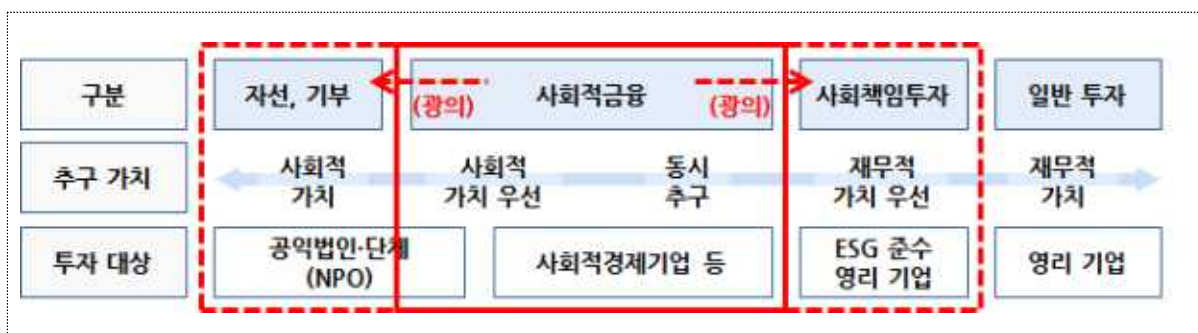 구분
자선, 기부
(광의)
사회적금융
(광의)
사회책임투자
일반 투자
추구 가치
사회적
가치
사회적
가치 우선
동시
추구
재무적
가치 우선
재무적
가치
투자 대상
공익법인·단체
(NPO)
사회적경제기업 등
ESG 준수
영리 기업
영리 기업